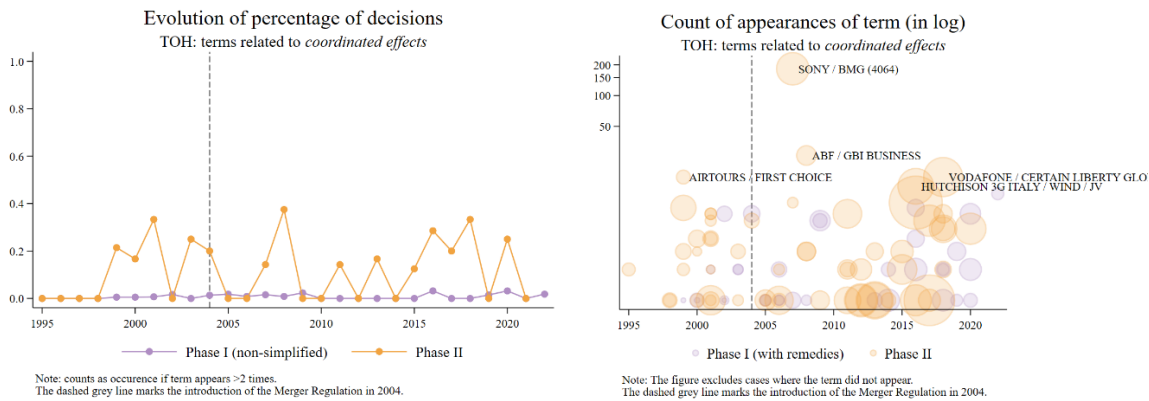 Evolution of percentage of decisions
TOH: terms related to coordinated effects
1.0
0.8
0.6
0.4
0.2
0.0
1995 2000 2005 2010 2015 2020
Phase I (non-simplified) Phase II
Note: counts as occurence if term appears >2 times.
The dashed grey line marks the introduction of the Merger Regulation in 2004.
Count of appearances of term (in log)
TOH: terms related to coordinated effects
200
150
100
50
SONY / BMG (4064)
ABF / GBI BUSINESS
AIRTOURS / FIRST CHOICE
VODAFONE / CERTAIN LIBERTY GLO
HUTCHISON 3G ITALY / WIND / JV
1995 2000 2005 2010 2015 2020
Phase I (with remedies) Phase II
Note: The figure excludes cases where the term did not appear.
The dashed grey line marks the introduction of the Merger Regulation in 2004.